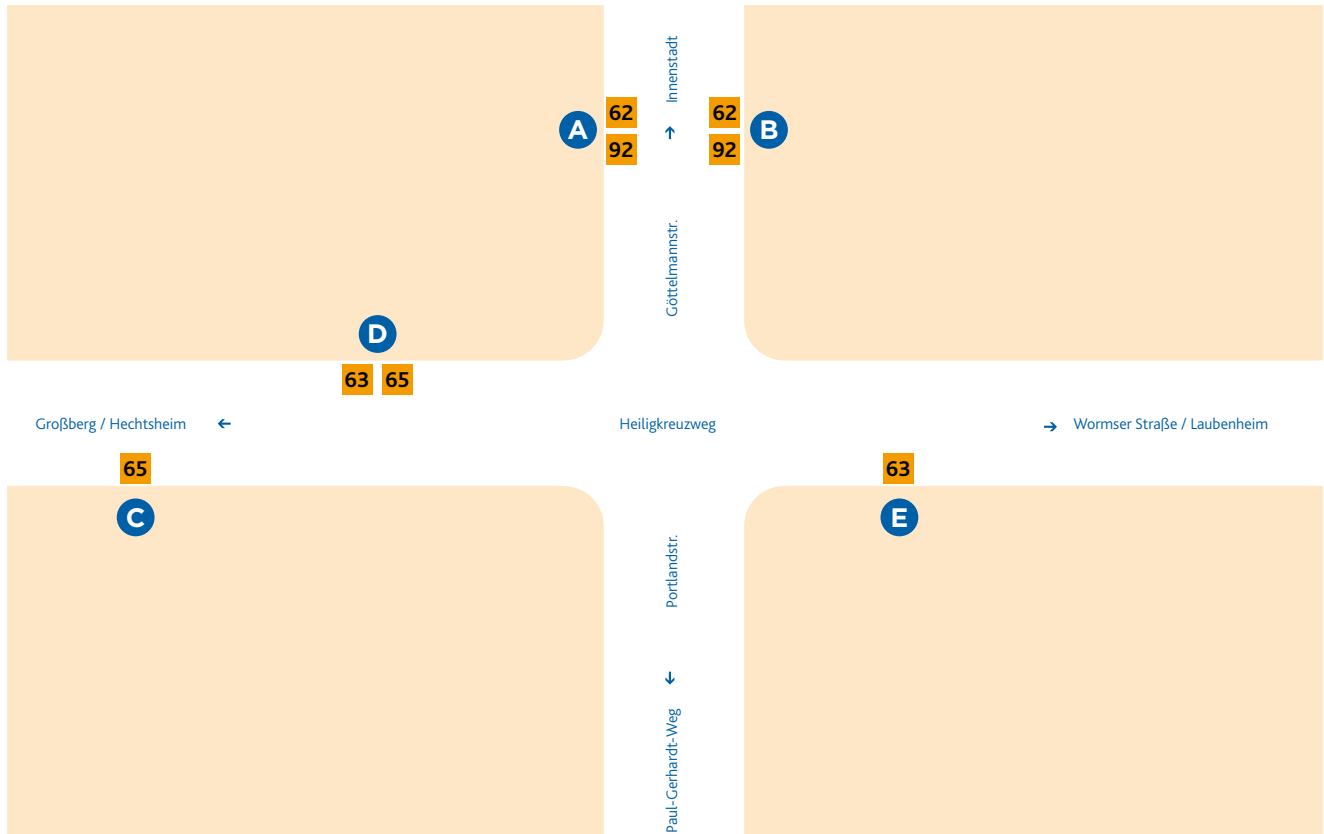 Innenstadt
62
62
A
B
92
92
Göttelmannstr.
D
63 65
Großberg / Hechtsheim
Heiligkreuzweg
Wormser Straße / Laubenheim
65
63
C
E
Portlandstr.
Paul-Gerhardt-Weg